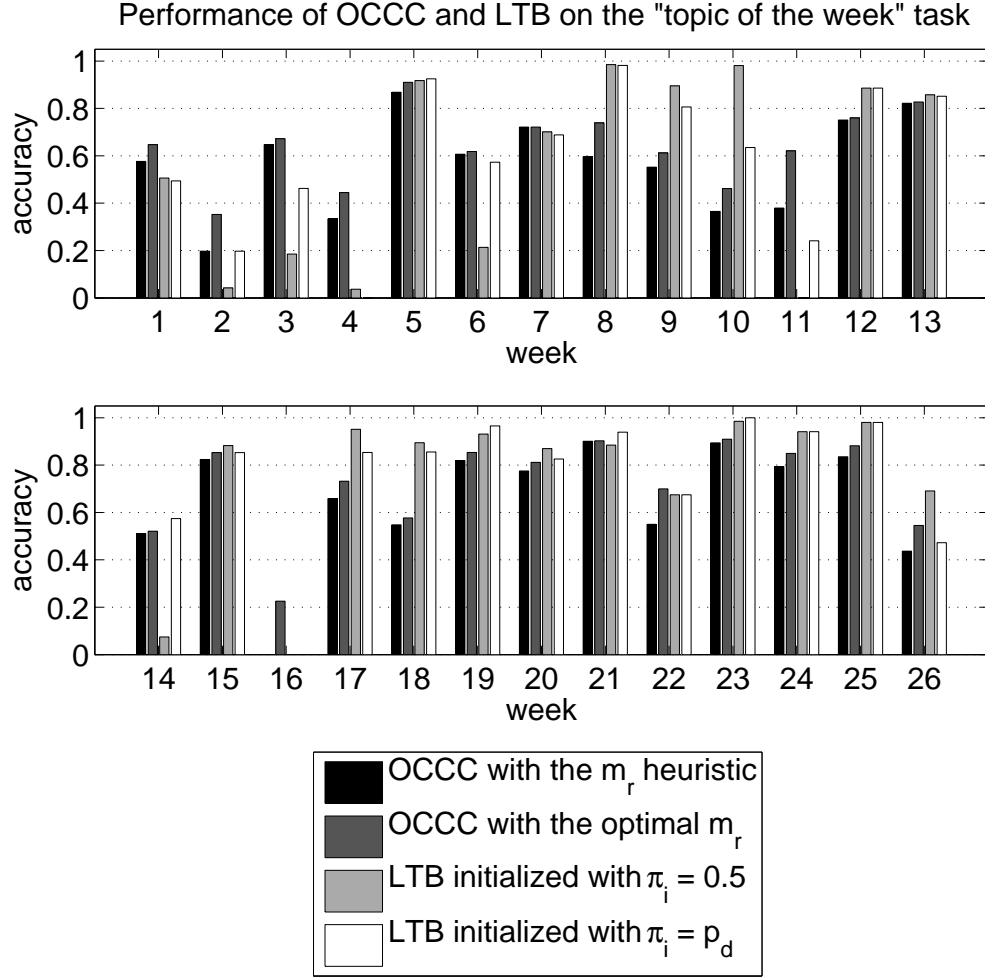 Performance of OCCC and LTB on the "topic of the week" task
1
0.8
0.6
0.4
0.2
0
accuracy
1 2 3 4 5 6 7 8 9 10 11 12 13
week
1
0.8
0.6
0.4
0.2
0
accuracy
14 15 16 17 18 19 20 21 22 23 24 25 26
week
OCCC with the m_r heuristic
OCCC with the optimal m_r
LTB initialized with π_i = 0.5
LTB initialized with π_i = p_d